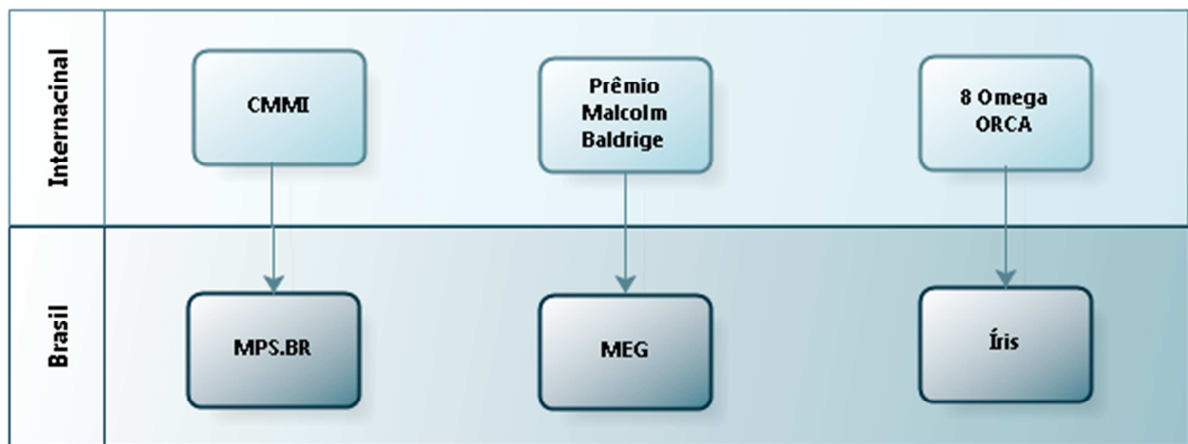 Internacinal
CMMI
Prêmio
Malcolm
Baldrige
8 Omega
ORCA
Brasil
MPS.BR
MEG
Íris